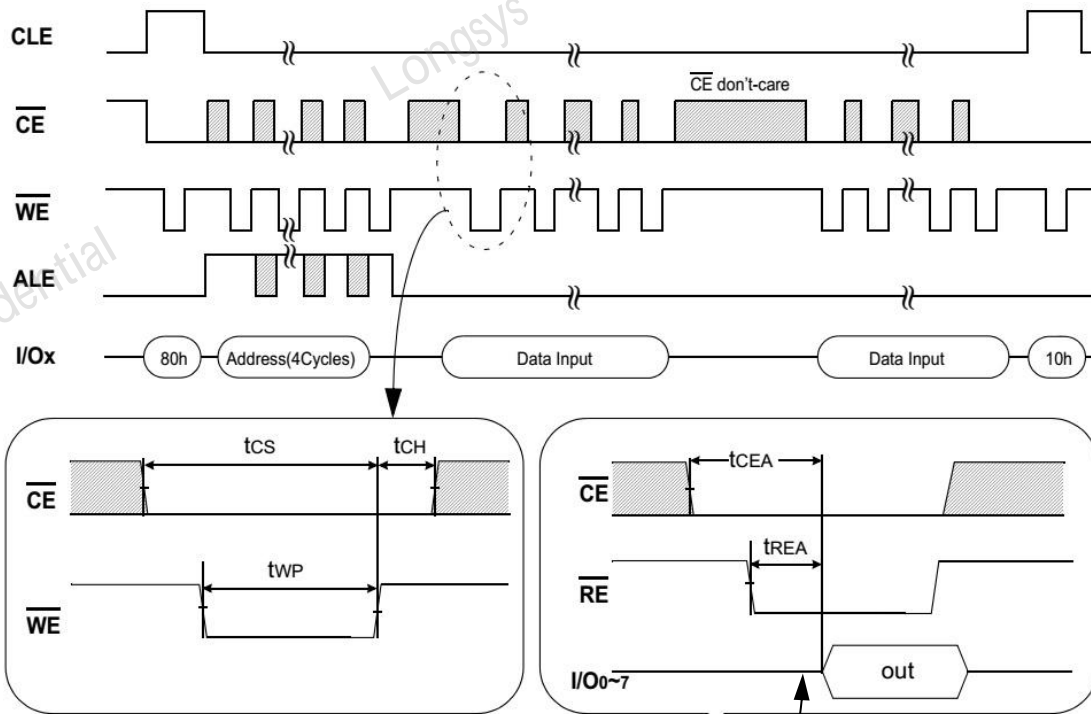 Longsys
dential
CLE
CE
CE don't-care
WE
ALE
I/Ox
80h
Address(4Cycles)
Data Input
Data Input
10h
tCS
tCH
CE
tWP
WE
tCEA
CE
tREA
RE
I/O0~7
out